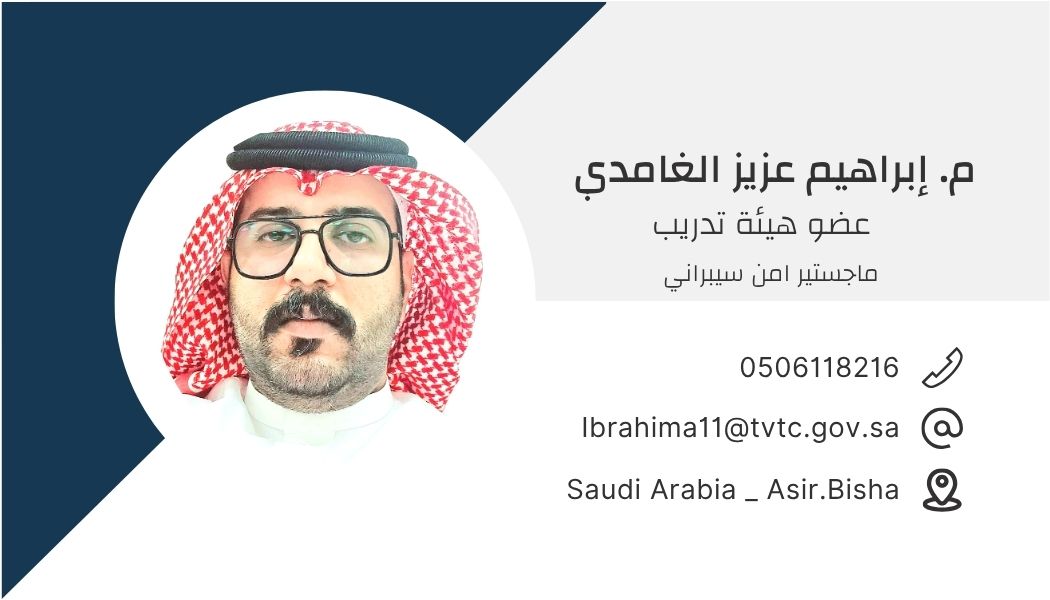 م. إبراهيم عزيز الغامدي
عضو هيئة تدريب
ماجستير امن سيبراني
0506118216
Ibrahima11@tvtc.gov.sa
Saudi Arabia _ Asir.Bisha